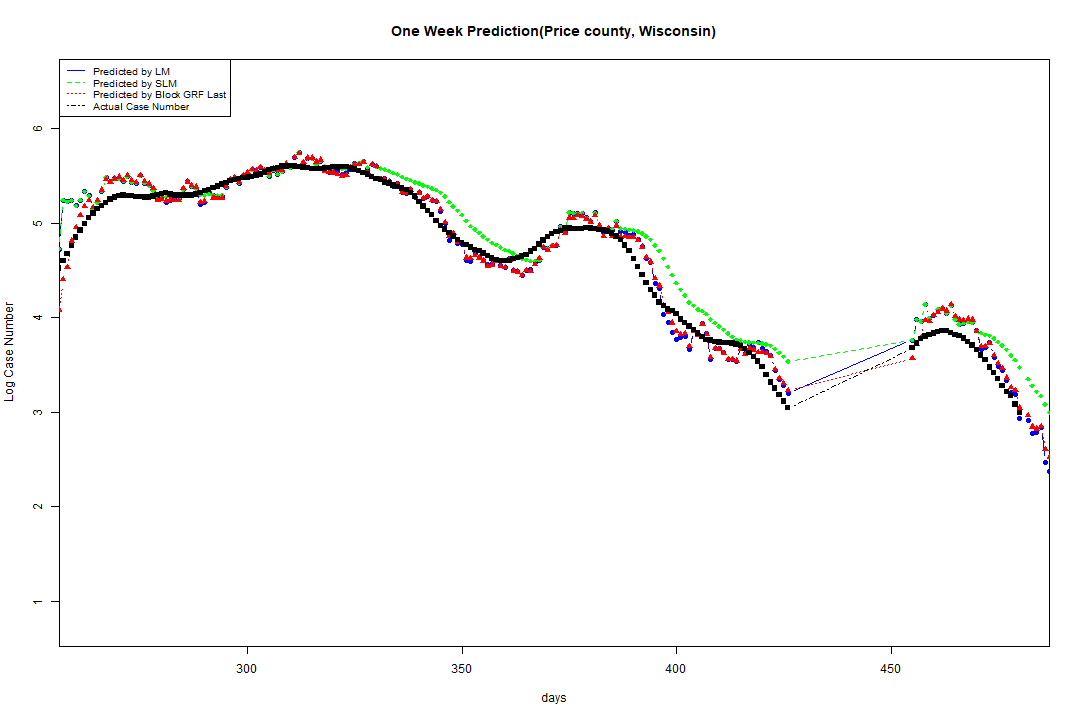 One Week Prediction(Price county, Wisconsin)
Predicted by LM
Predicted by SLM
Predicted by Block GRF Last
Actual Case Number
6
5
4
3
2
1
Log Case Number
300
350
400
450
days